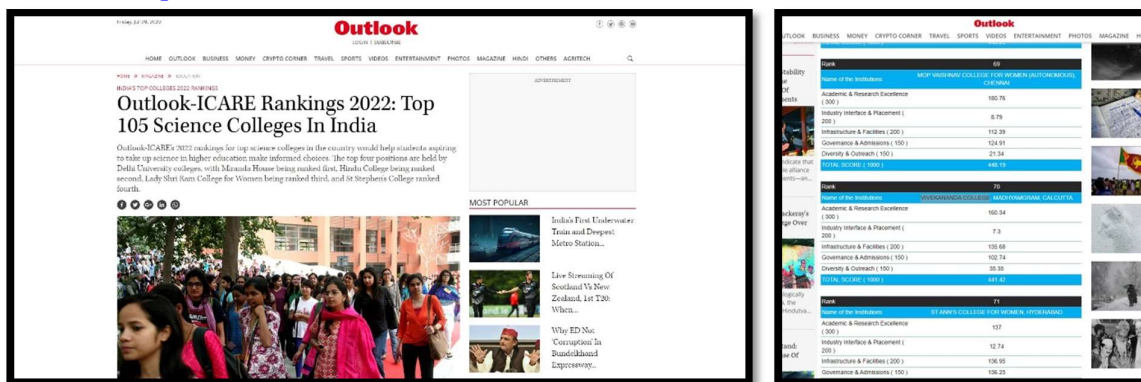 Friday, Jul 29, 2022
Outlook
LOGIN | SUBSCRIBE
HOME OUTLOOK BUSINESS MONEY CRYPTO CORNER TRAVEL SPORTS VIDEOS ENTERTAINMENT PHOTOS MAGAZINE HINDI OTHERS AGRITECH
HOME » MAGAZINE » EDUCATION
INDIA'S TOP COLLEGES 2022 RANKINGS
Outlook-ICARE Rankings 2022: Top
105 Science Colleges In India
Outlook-ICARE's 2022 rankings for top science colleges in the country would help students aspiring
to take up science in higher education make informed choices. The top four positions are held by
Delhi University colleges, with Miranda House being ranked first, Hindu College being ranked
second, Lady Shri Ram College for Women being ranked third, and St Stephen's College ranked
fourth.
ADVERTISEMENT
MOST POPULAR
India's First Underwater
Train and Deepest
Metro Station...
Live Streaming Of
Scotland Vs New
Zealand, 1st T20:
When...
Why ED Not
'Corruption' In
Bundelkhand
Expressway...
Outlook
UTLOOK BUSINESS MONEY CRYPTO CORNER TRAVEL SPORTS VIDEOS ENTERTAINMENT PHOTOS MAGAZINE H
Rank 69
Name of the Institutions MOP VAISHNAV COLLEGE FOR WOMEN (AUTONOMOUS),
CHENNAI
Academic & Research Excellence
( 300 )
Industry Interface & Placement (
200 ) 8.79
Infrastructure & Facilities ( 200 ) 112.39
Governance & Admissions ( 150 ) 124.91
Diversity & Outreach ( 150 ) 21.34
TOTAL SCORE ( 1000 )
Rank 70
Name of the Institutions VIVEKANANDA COLLEGE MADHYAMGRAM, CALCUTTA
Academic & Research Excellence
( 300 ) 160.34
Industry Interface & Placement (
200 ) 7.3
Infrastructure & Facilities ( 200 ) 135.68
Governance & Admissions ( 150 ) 102.74
Diversity & Outreach ( 150 )
TOTAL SCORE ( 1000 ) 441.42
Rank 71
Name of the Institutions ST ANN'S COLLEGE FOR WOMEN, HYDERABAD
Academic & Research Excellence
( 300 ) 137
Industry Interface & Placement (
200 ) 12.74
Infrastructure & Facilities ( 200 ) 136.95
Governance & Admissions ( 150 ) 136.25